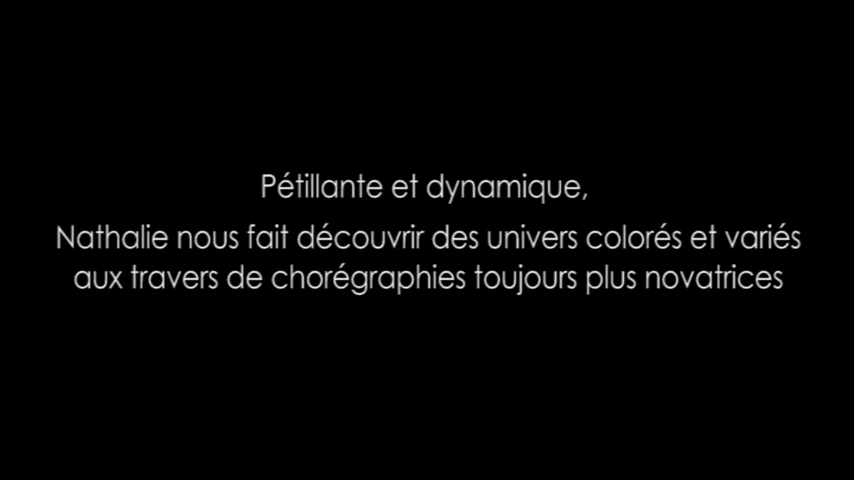 Pétillante et dynamique,
Nathalie nous fait découvrir des univers colorés et variés
aux travers de chorégraphies toujours plus novatrices